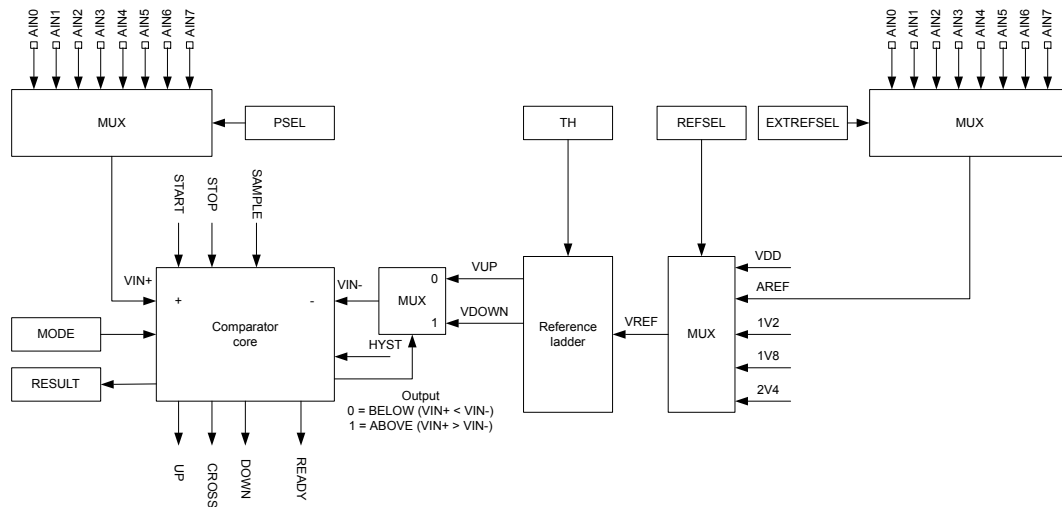 AIN0
AIN1
AIN2
AIN3
AIN4
AIN5
AIN6
AIN7
AIN0
AIN1
AIN2
AIN3
AIN4
AIN5
AIN6
AIN7
MUX
PSEL
TH
REFSEL
EXTREFSEL
MUX
START
STOP
SAMPLE
VIN+
+
-
VIN-
MUX
0
1
VUP
VDOWN
Reference
ladder
VREF
MUX
VDD
AREF
1V2
1V8
2V4
MODE
RESULT
Comparator
core
HYST
Output
0 = BELOW (VIN+ < VIN-)
1 = ABOVE (VIN+ > VIN-)
UP
CROSS
DOWN
READY